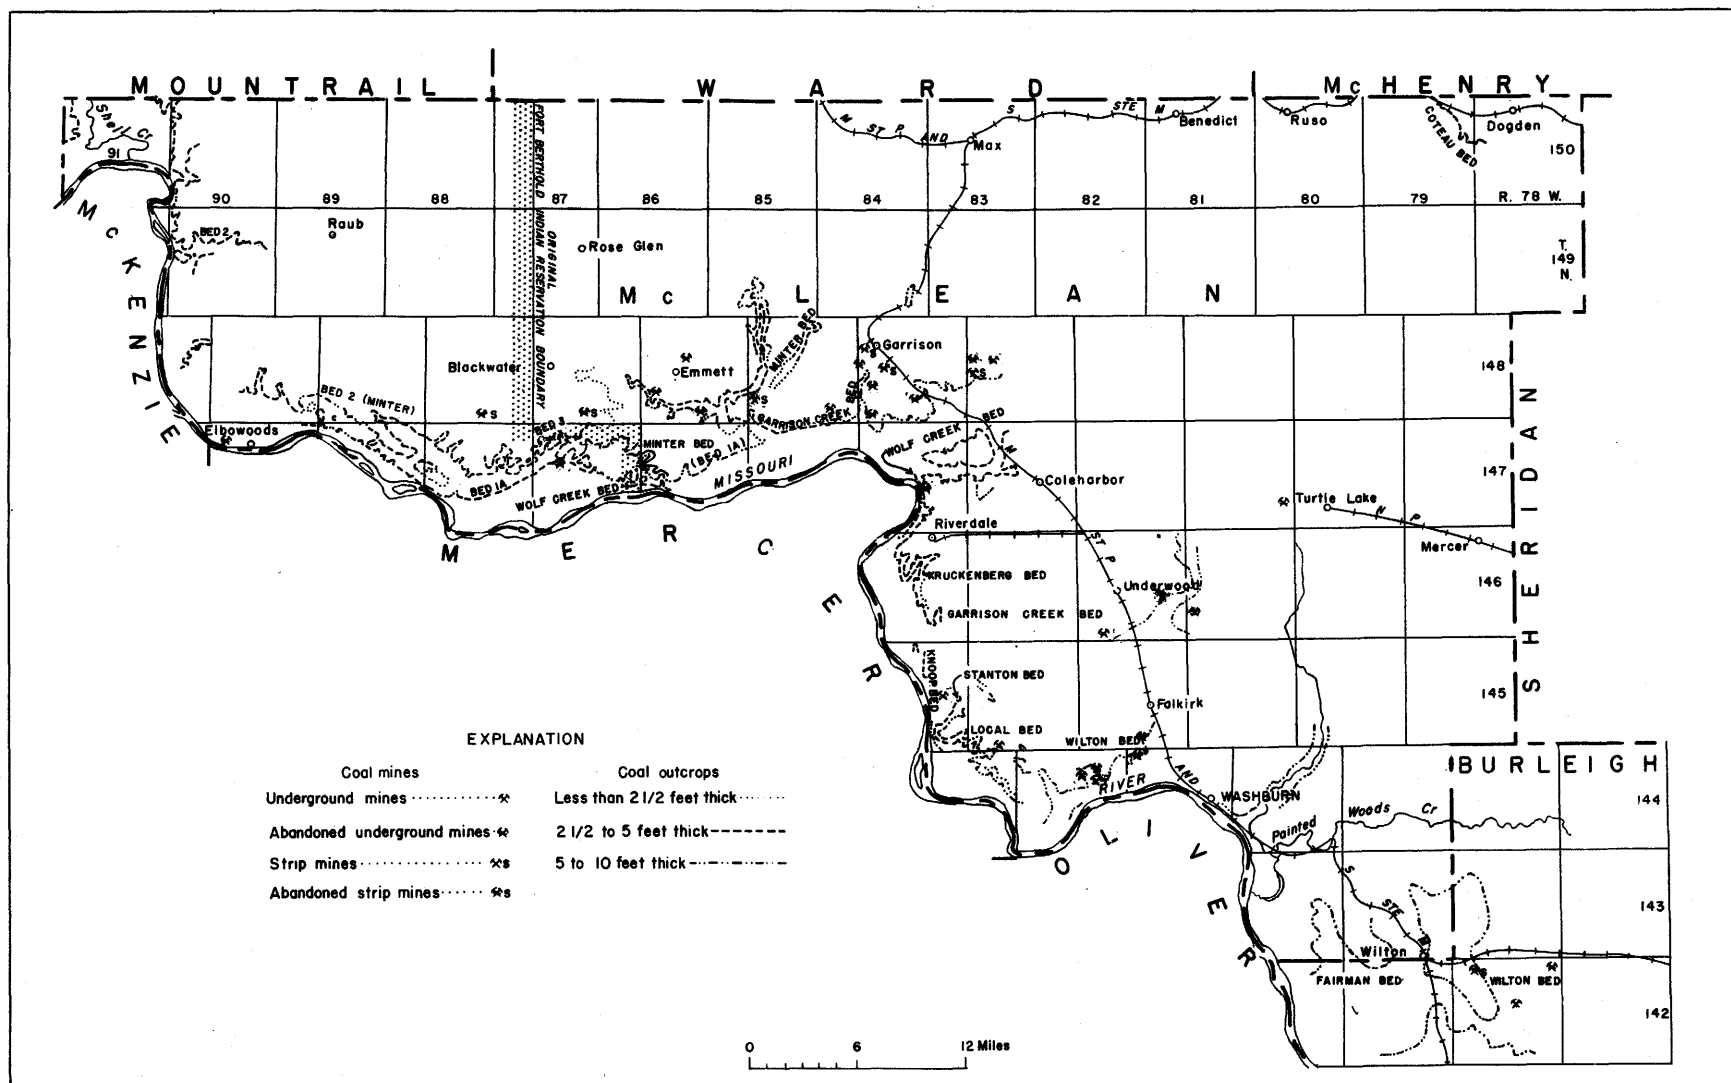 MOUNTRAIL
WARD
McHENRY
Shell Cr
91
M ST P AND S STE M
Benedict
Ruso
Dogden
COTEAU BED
Max
150
McKENZIE
90
89
88
87
86
85
84
83
82
81
80
79
R. 78 W.
Raub
BED 2
Rose Glen
ORIGINAL
FORT BERTHOLD INDIAN RESERVATION BOUNDARY
T.
149
N.
McLEAN
MINTER BED
Garrison
148
Blackwater
Emmett
S
S
S
S
S
BED 2 (MINTER)
BED 3
GARRISON CREEK BED
Elbowoods
MINTER BED
(BED 1A)
WOLF CREEK BED
BED 1A
WOLF CREEK BED
MISSOURI
147
Coleharbor
Turtle Lake
N P
Mercer
MERCER
Riverdale
M
ST P
SHERIDAN
KRUCKENBERG BED
Underwood
146
GARRISON CREEK BED
KNOOP BED
STANTON BED
145
Falkirk
LOCAL BED
WILTON BED
RIVER
AND
WASHBURN
BURLEIGH
144
Painted Woods Cr
OLIVER
S STE M
143
Wilton
FAIRMAN BED
S
WILTON BED
142
EXPLANATION
Coal mines
Underground mines
Abandoned underground mines
Strip mines S
Abandoned strip mines S
Coal outcrops
Less than 2 1/2 feet thick
2 1/2 to 5 feet thick
5 to 10 feet thick
0 6 12 Miles